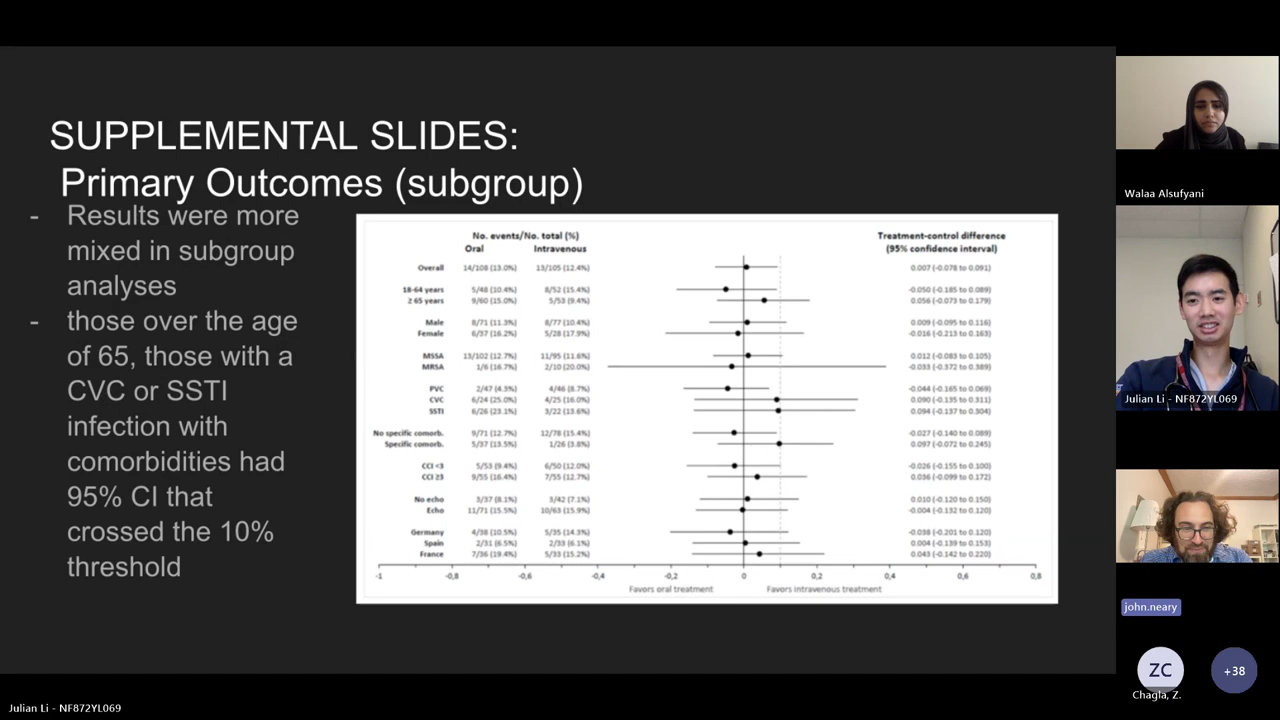 SUPPLEMENTAL SLIDES:
Primary Outcomes (subgroup)
- Results were more
mixed in subgroup
analyses
- those over the age
of 65, those with a
CVC or SSTI
infection with
comorbidities had
95% CI that
crossed the 10%
threshold
No. events/No. total (%)
Oral Intravenous
Treatment-control difference
(95% confidence interval)
Overall 14/108 (13.0%) 13/105 (12.4%) 0.007 (-0.078 to 0.091)
18-64 years 5/48 (10.4%) 8/52 (15.4%) -0.050 (-0.185 to 0.089)
≥ 65 years 9/60 (15.0%) 5/53 (9.4%) 0.056 (-0.073 to 0.179)
Male 8/71 (11.3%) 8/77 (10.4%) 0.009 (-0.095 to 0.116)
Female 6/37 (16.2%) 5/28 (17.9%) -0.016 (-0.213 to 0.163)
MSSA 13/102 (12.7%) 11/95 (11.6%) 0.012 (-0.083 to 0.105)
MRSA 1/6 (16.7%) 2/10 (20.0%) -0.033 (-0.372 to 0.389)
PVC 2/47 (4.3%) 4/46 (8.7%) -0.044 (-0.165 to 0.069)
CVC 6/24 (25.0%) 4/25 (16.0%) 0.090 (-0.135 to 0.311)
SSTI 6/26 (23.1%) 3/22 (13.6%) 0.094 (-0.137 to 0.304)
No specific comorb. 9/71 (12.7%) 12/78 (15.4%) -0.027 (-0.140 to 0.089)
Specific comorb. 5/37 (13.5%) 1/26 (3.8%) 0.097 (-0.072 to 0.245)
CCI <3 5/53 (9.4%) 6/50 (12.0%) -0.026 (-0.155 to 0.100)
CCI ≥3 9/55 (16.4%) 7/55 (12.7%) 0.036 (-0.099 to 0.172)
No echo 3/37 (8.1%) 3/42 (7.1%) 0.010 (-0.120 to 0.150)
Echo 11/71 (15.5%) 10/63 (15.9%) -0.004 (-0.132 to 0.120)
Germany 4/38 (10.5%) 5/35 (14.3%) -0.038 (-0.201 to 0.120)
Spain 2/31 (6.5%) 2/33 (6.1%) 0.004 (-0.139 to 0.153)
France 7/36 (19.4%) 5/33 (15.2%) 0.043 (-0.142 to 0.220)
-1 -0,8 -0,6 -0,4 -0,2 0 0,2 0,4 0,6 0,8
Favors oral treatment Favors intravenous treatment
Walaa Alsufyani
Julian Li - NF872YL069
john.neary
ZC +38
Chagla, Z.
Julian Li - NF872YL069